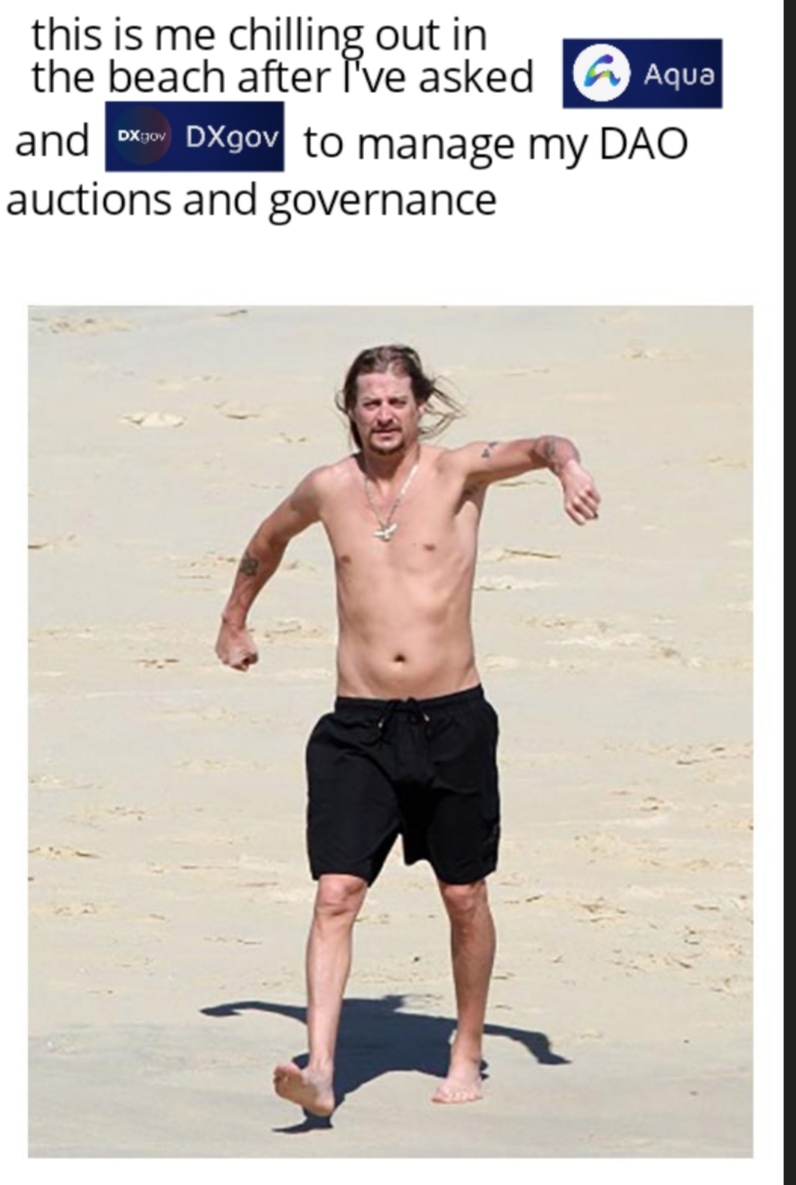 this is me chilling out in
the beach after I've asked Aqua
and DXgov DXgov to manage my DAO
auctions and governance